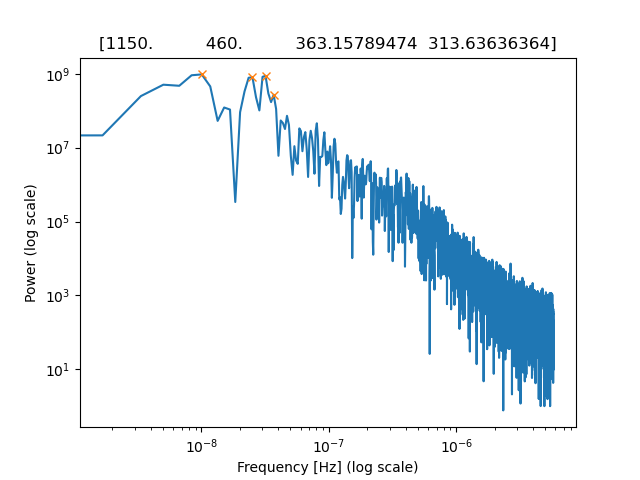 [1150. 460. 363.15789474 313.63636364]
10⁹
10⁷
10⁵
10³
10¹
Power (log scale)
10⁻⁸ 10⁻⁷ 10⁻⁶
Frequency [Hz] (log scale)